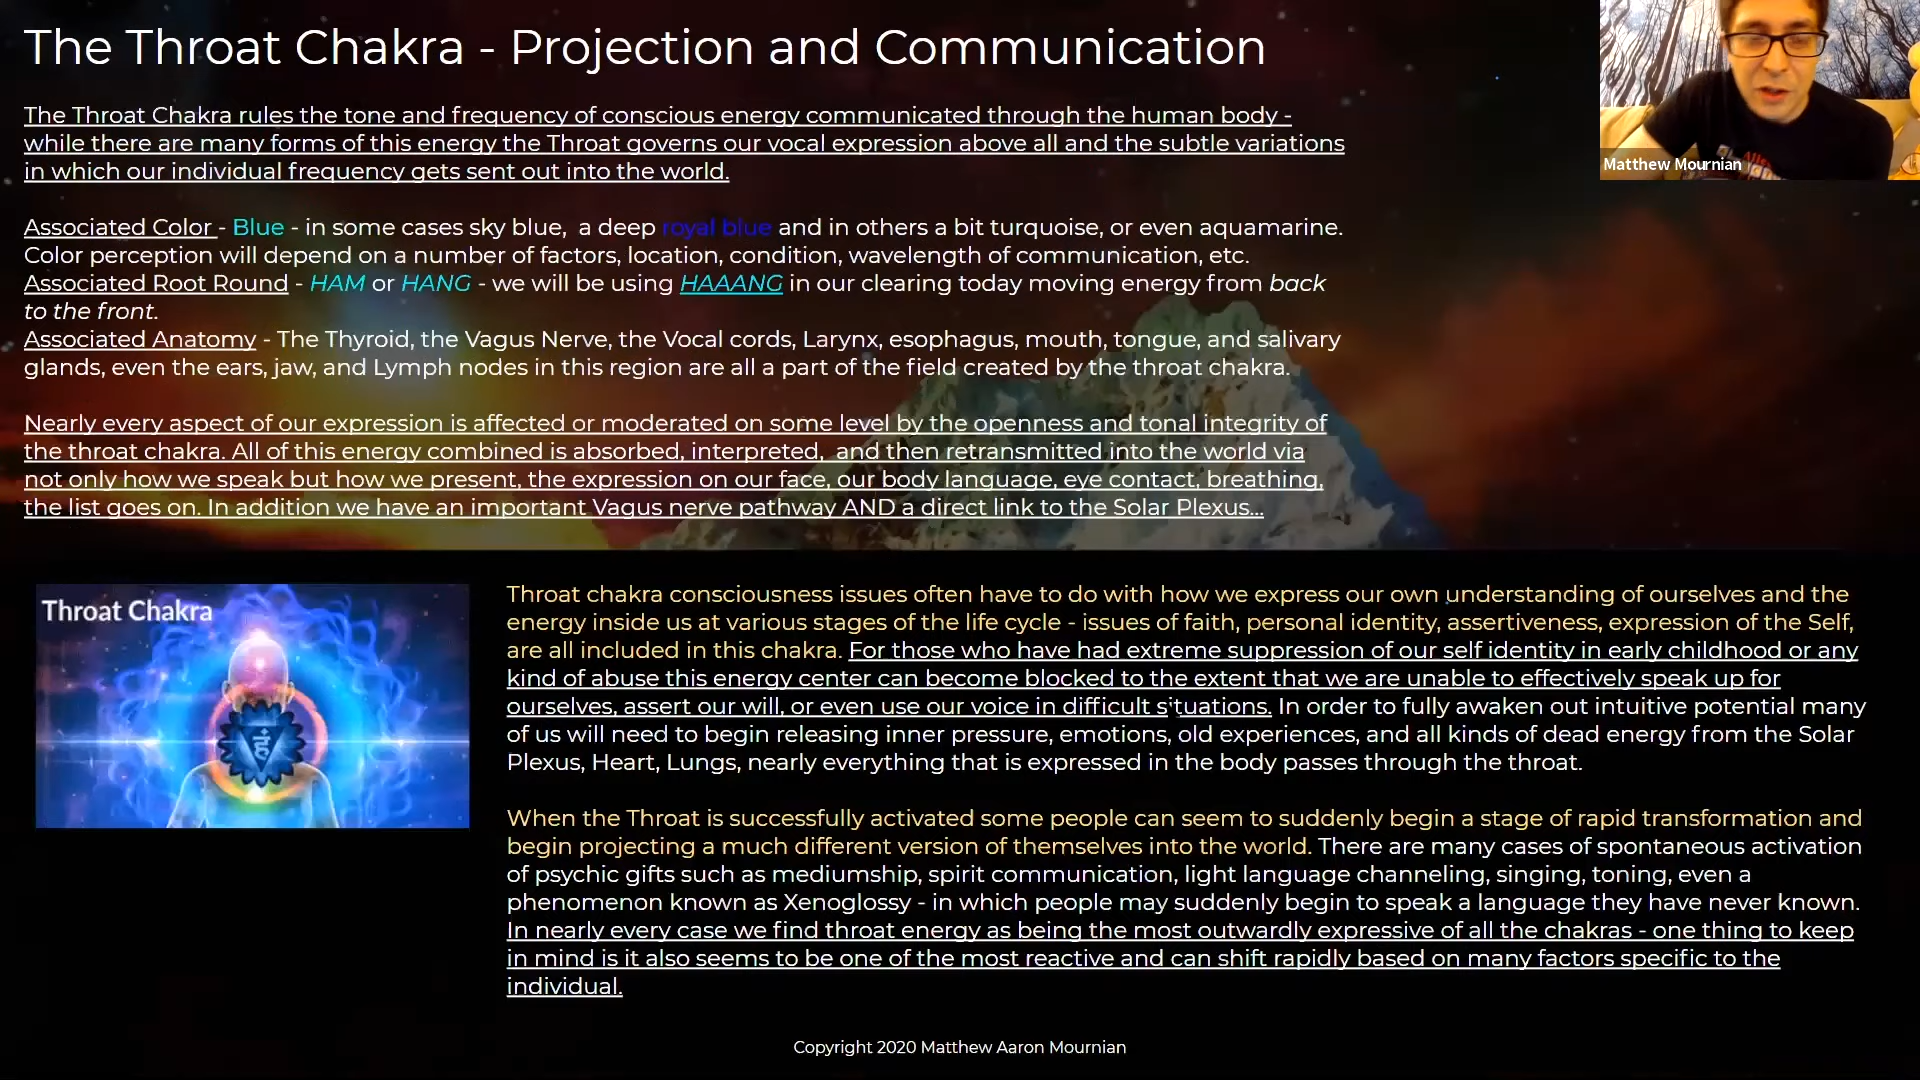 The Throat Chakra - Projection and Communication
The Throat Chakra rules the tone and frequency of conscious energy communicated through the human body -
while there are many forms of this energy the Throat governs our vocal expression above all and the subtle variations
in which our individual frequency gets sent out into the world.
Associated Color - Blue - in some cases sky blue,  a deep royal blue and in others a bit turquoise, or even aquamarine.
Color perception will depend on a number of factors, location, condition, wavelength of communication, etc.
Associated Root Round - HAM or HANG - we will be using HAAANG in our clearing today moving energy from back
to the front.
Associated Anatomy - The Thyroid, the Vagus Nerve, the Vocal cords, Larynx, esophagus, mouth, tongue, and salivary
glands, even the ears, jaw, and Lymph nodes in this region are all a part of the field created by the throat chakra.
Nearly every aspect of our expression is affected or moderated on some level by the openness and tonal integrity of
the throat chakra. All of this energy combined is absorbed, interpreted,  and then retransmitted into the world via
not only how we speak but how we present, the expression on our face, our body language, eye contact, breathing,
the list goes on. In addition we have an important Vagus nerve pathway AND a direct link to the Solar Plexus...
Matthew Mournian
Throat Chakra
हं
Throat chakra consciousness issues often have to do with how we express our own understanding of ourselves and the
energy inside us at various stages of the life cycle - issues of faith, personal identity, assertiveness, expression of the Self,
are all included in this chakra. For those who have had extreme suppression of our self identity in early childhood or any
kind of abuse this energy center can become blocked to the extent that we are unable to effectively speak up for
ourselves, assert our will, or even use our voice in difficult situations. In order to fully awaken out intuitive potential many
of us will need to begin releasing inner pressure, emotions, old experiences, and all kinds of dead energy from the Solar
Plexus, Heart, Lungs, nearly everything that is expressed in the body passes through the throat.
When the Throat is successfully activated some people can seem to suddenly begin a stage of rapid transformation and
begin projecting a much different version of themselves into the world. There are many cases of spontaneous activation
of psychic gifts such as mediumship, spirit communication, light language channeling, singing, toning, even a
phenomenon known as Xenoglossy - in which people may suddenly begin to speak a language they have never known.
In nearly every case we find throat energy as being the most outwardly expressive of all the chakras - one thing to keep
in mind is it also seems to be one of the most reactive and can shift rapidly based on many factors specific to the
individual.
Copyright 2020 Matthew Aaron Mournian